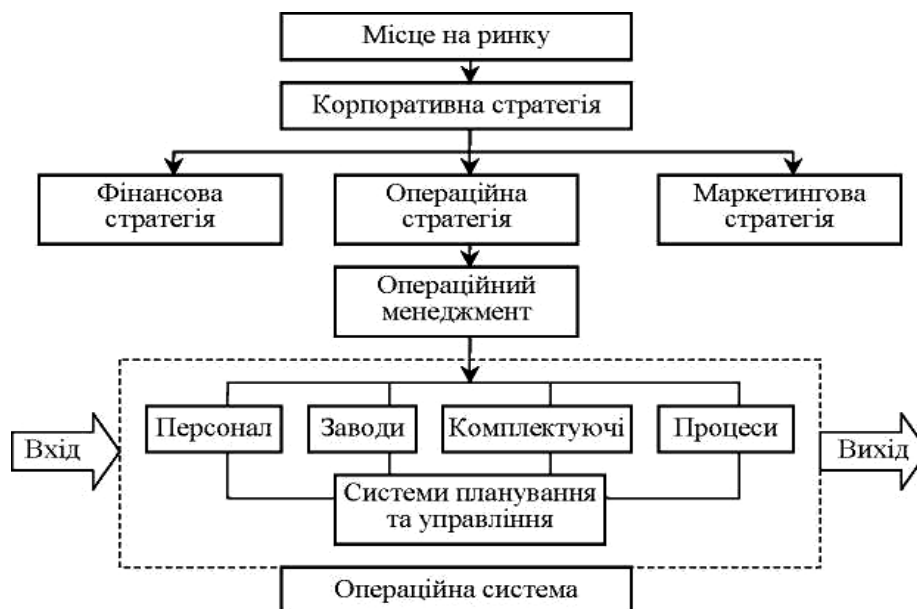 Місце на ринку
Корпоративна стратегія
Фінансова
стратегія
Операційна
стратегія
Маркетингова
стратегія
Операційний
менеджмент
Вхід
Персонал
Заводи
Комплектуючі
Процеси
Вихід
Системи планування
та управління
Операційна система